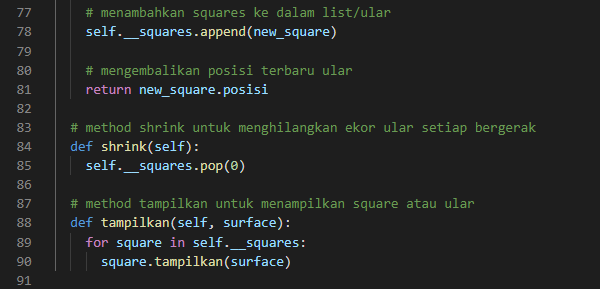 77 # menambahkan squares ke dalam list/ular
78 self.__squares.append(new_square)
79
80 # mengembalikan posisi terbaru ular
81 return new_square.posisi
82
83 # method shrink untuk menghilangkan ekor ular setiap bergerak
84 def shrink(self):
85 self.__squares.pop(0)
86
87 # method tampilkan untuk menampilkan square atau ular
88 def tampilkan(self, surface):
89 for square in self.__squares:
90 square.tampilkan(surface)
91